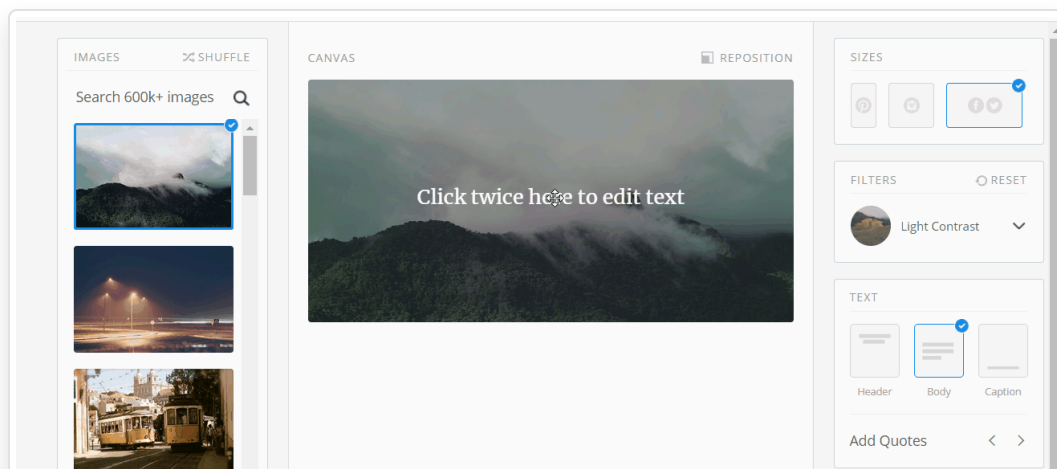 IMAGES
SHUFFLE
Search 600k+ images
CANVAS
REPOSITION
Click twice here to edit text
SIZES
FILTERS
RESET
Light Contrast
TEXT
Header
Body
Caption
Add Quotes